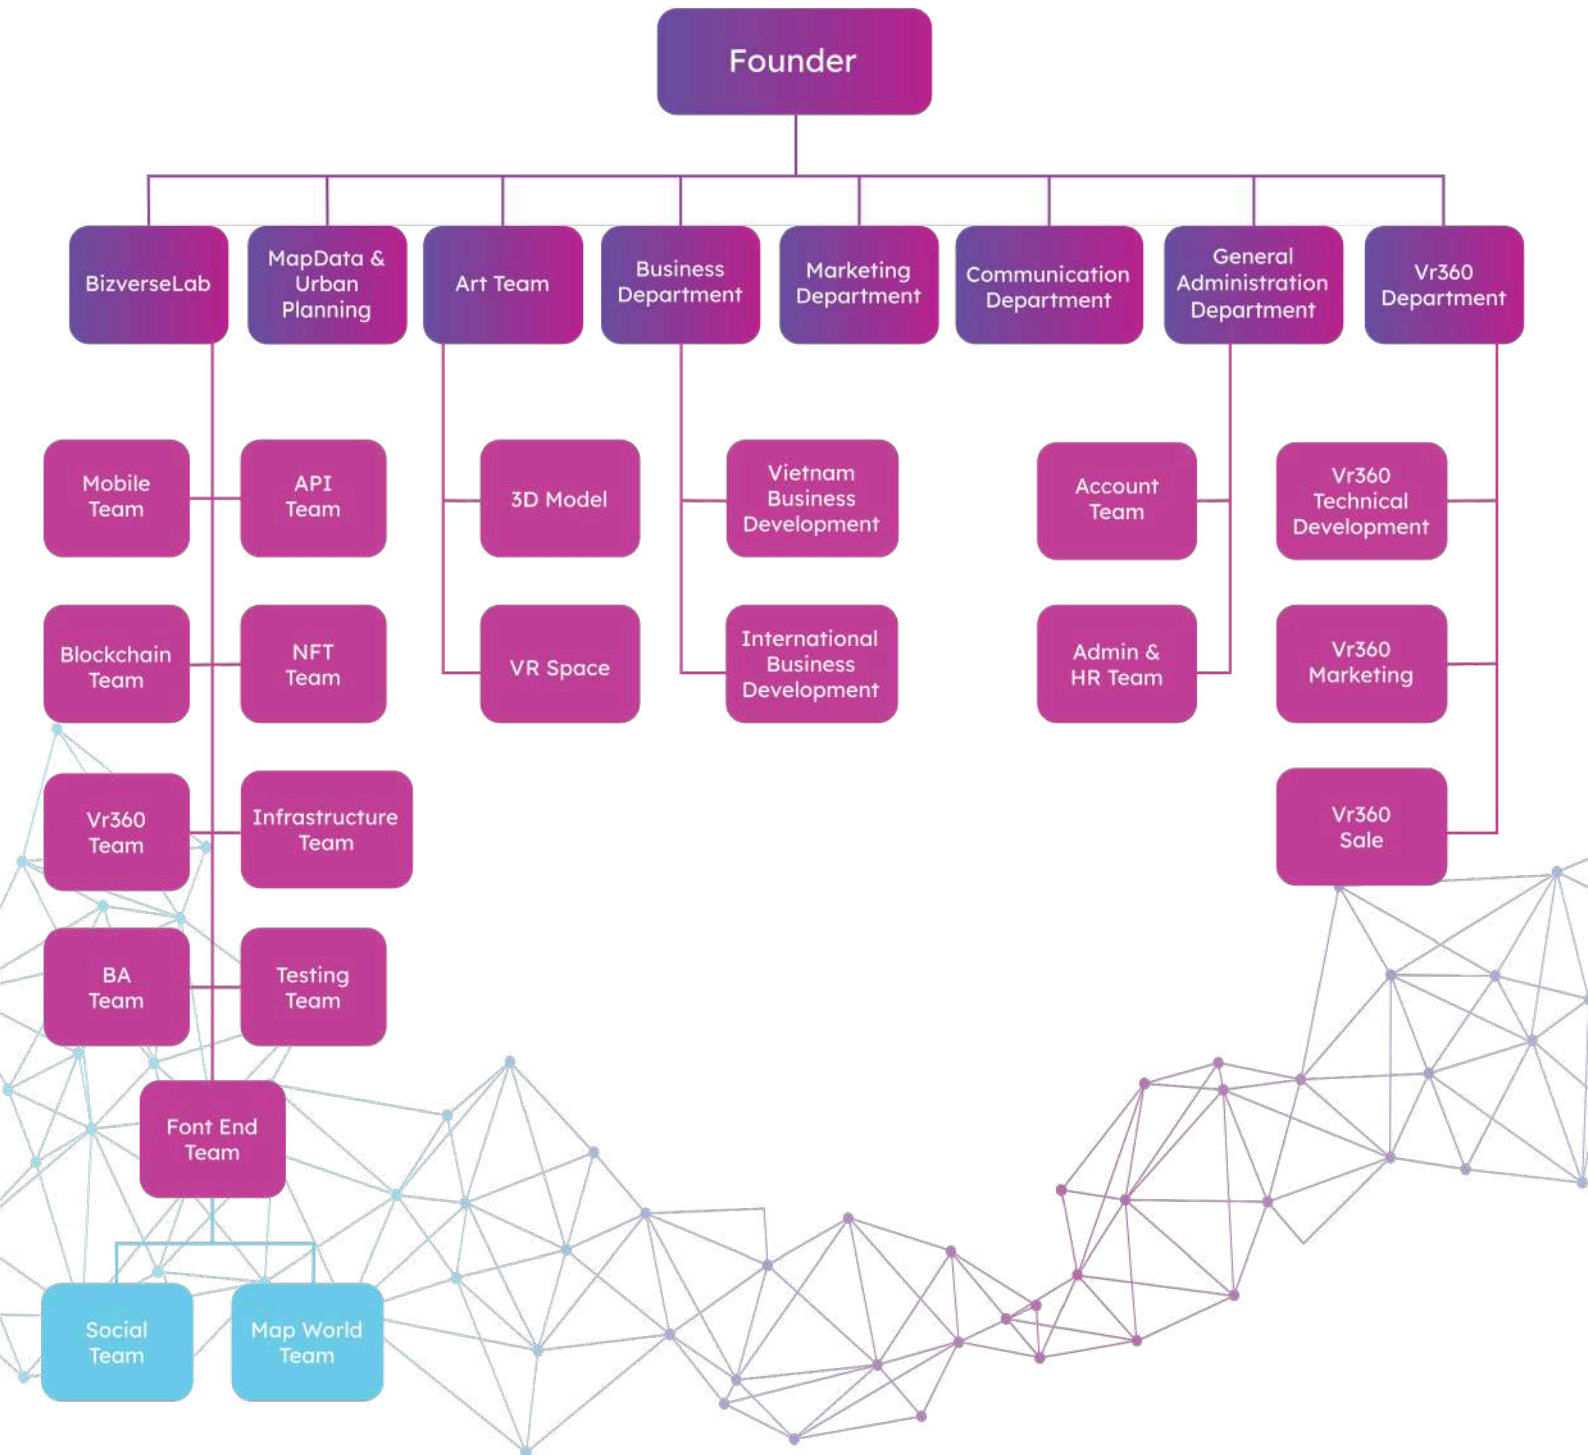 Founder
BizverseLab
MapData &
Urban
Planning
Art Team
Business
Department
Marketing
Department
Communication
Department
General
Administration
Department
Vr360
Department
Mobile
Team
API
Team
3D Model
Vietnam
Business
Development
Account
Team
Vr360
Technical
Development
Blockchain
Team
NFT
Team
VR Space
International
Business
Development
Admin &
HR Team
Vr360
Marketing
Vr360
Team
Infrastructure
Team
Vr360
Sale
BA
Team
Testing
Team
Font End
Team
Social
Team
Map World
Team